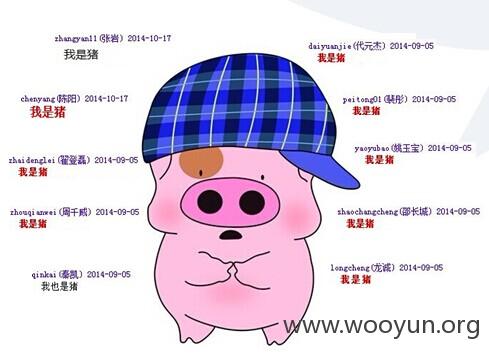 zhangyan11(张岩) 2014-10-17
我是猪
daiyuanjie(代元杰) 2014-09-05
我是猪
chenyang(陈阳) 2014-10-17
我是猪
peitong01(裴彤) 2014-09-05
我是猪
zhaidenglei(翟登磊) 2014-09-05
我是猪
yaoyubao(姚玉宝) 2014-09-05
我是猪
zhouqianwei(周千威) 2014-09-05
我是猪
shaochangcheng(邵长城) 2014-09-05
我是猪
qinkai(秦凯) 2014-09-05
我也是猪
longcheng(龙诚) 2014-09-05
我是猪
www.wooyun.org